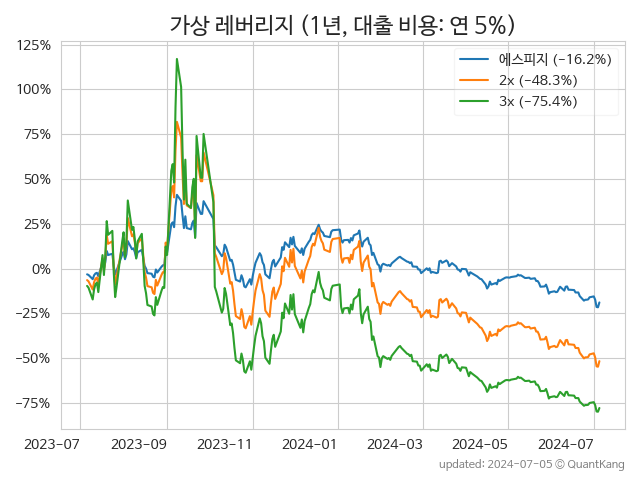 가상 레버리지 (1년, 대출 비용: 연 5%)
에스피지 (−16.2%)
2x (−48.3%)
3x (−75.4%)
125%
100%
75%
50%
25%
0%
−25%
−50%
−75%
2023-07 2023-09 2023-11 2024-01 2024-03 2024-05 2024-07
updated: 2024-07-05 © QuantKang